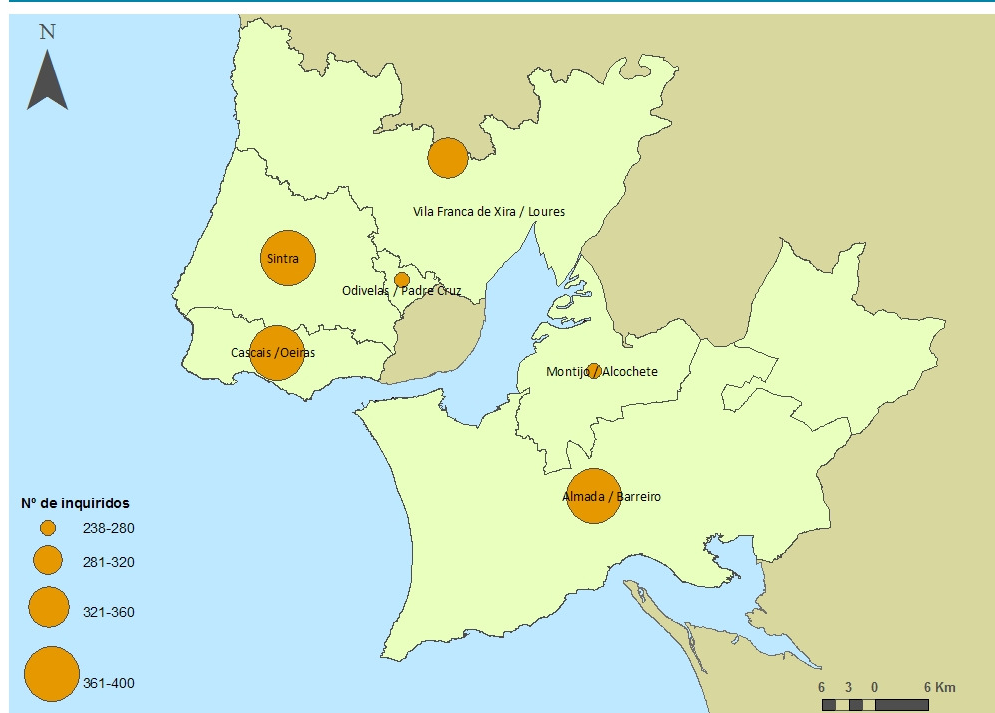 N
Vila Franca de Xira / Loures
Sintra
Odivelas / Padre Cruz
Cascais /Oeiras
Montijo / Alcochete
Almada / Barreiro
Nº de inquiridos
238-280
281-320
321-360
361-400
6 3 0 6 Km